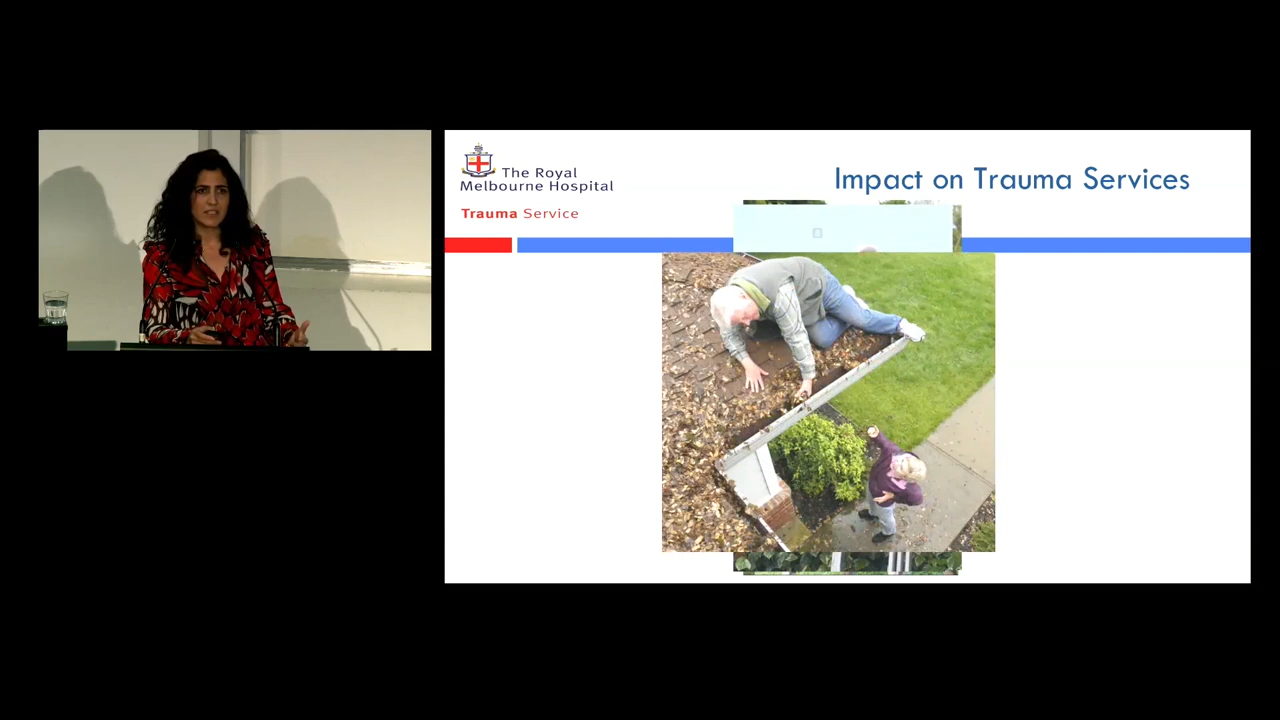 The Royal
Melbourne Hospital
Trauma Service
Impact on Trauma Services